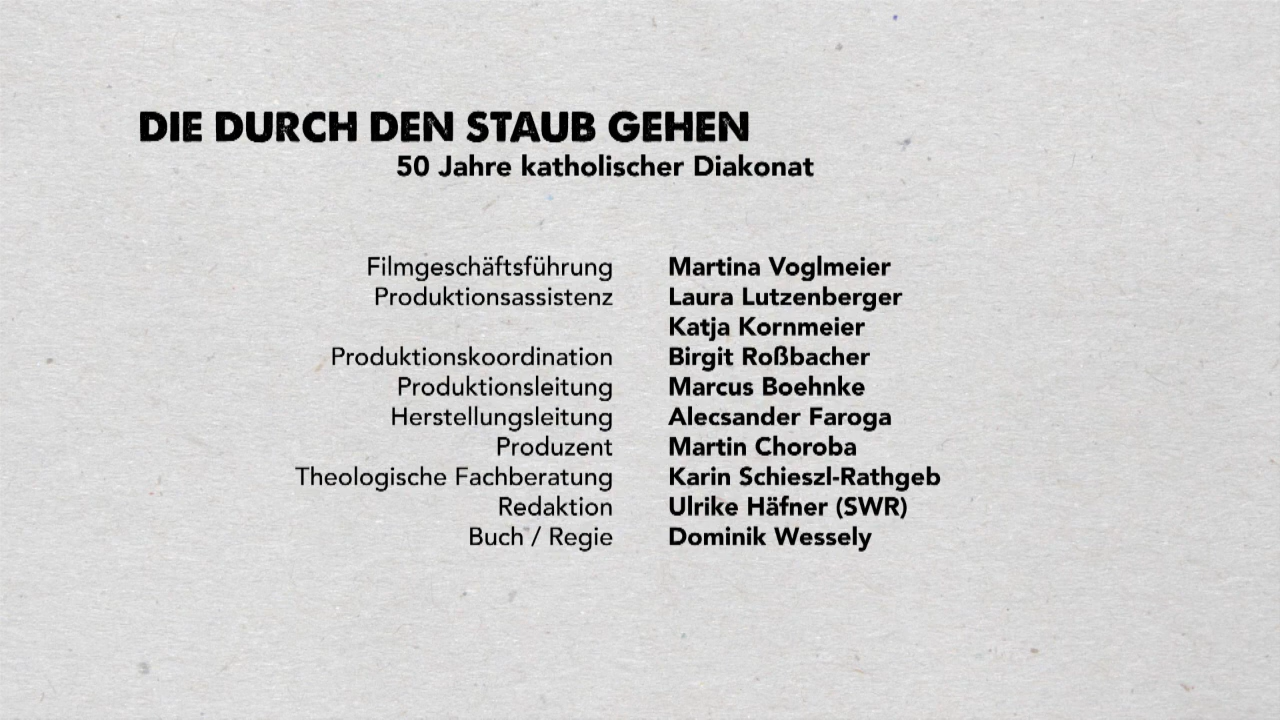 DIE DURCH DEN STAUB GEHEN
50 Jahre katholischer Diakonat
Filmgeschäftsführung Martina Voglmeier
Produktionsassistenz Laura Lutzenberger
Katja Kornmeier
Produktionskoordination Birgit Roßbacher
Produktionsleitung Marcus Boehnke
Herstellungsleitung Alecsander Faroga
Produzent Martin Choroba
Theologische Fachberatung Karin Schieszl-Rathgeb
Redaktion Ulrike Häfner (SWR)
Buch / Regie Dominik Wessely